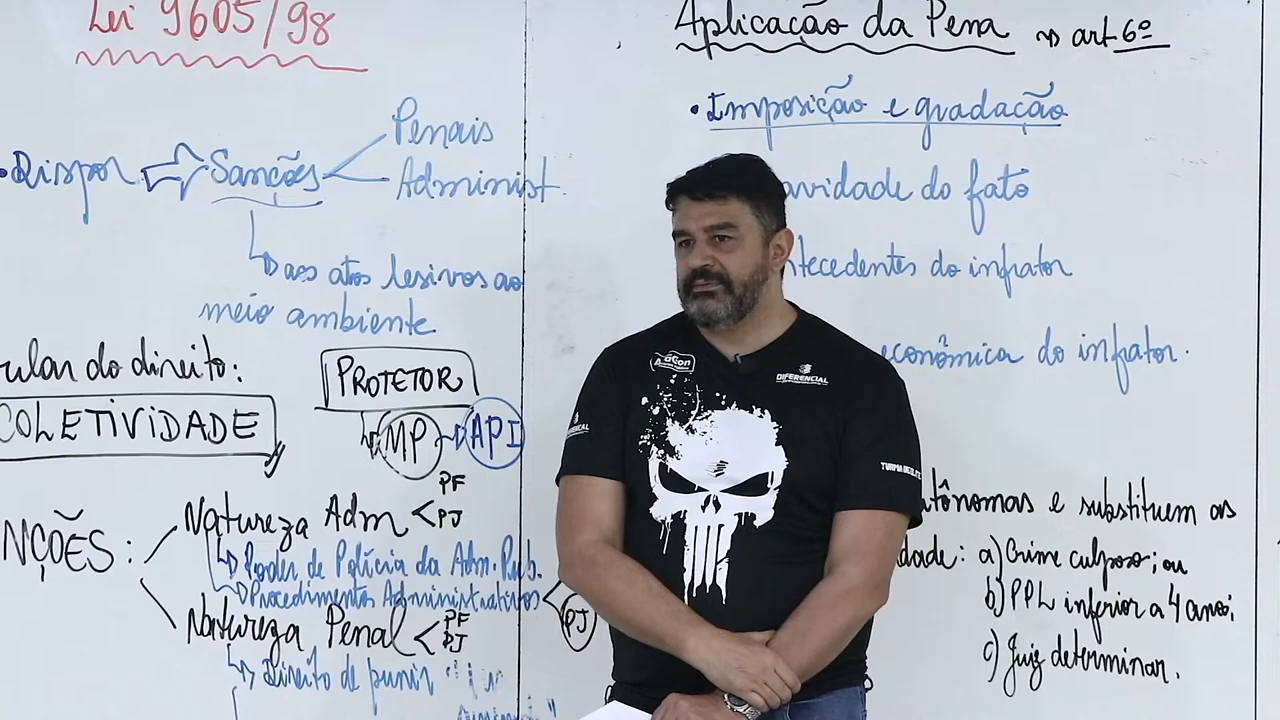 Lei 9605/98
• Dispor Sanções
Penais
Administ.
aos atos lesivos ao
meio ambiente
ular do direito:
COLETIVIDADE
PROTETOR
MP API
NÇÕES:
Natureza Adm < PF
PJ
Poder de Polícia da Adm. Pub.
Procedimentos Administrativos <
PJ
Natureza Penal < PF
PJ
Direito de punir
Aplicação da Pena art. 6º
• Imposição e gradação
avidade do fato
ntecedentes do infrator
econômica do infrator.
utônomas e substituem as
dade: a) Crime culposo; ou
b) PPL inferior a 4 anos;
c) Juiz determinar.
DIFERENCIAL